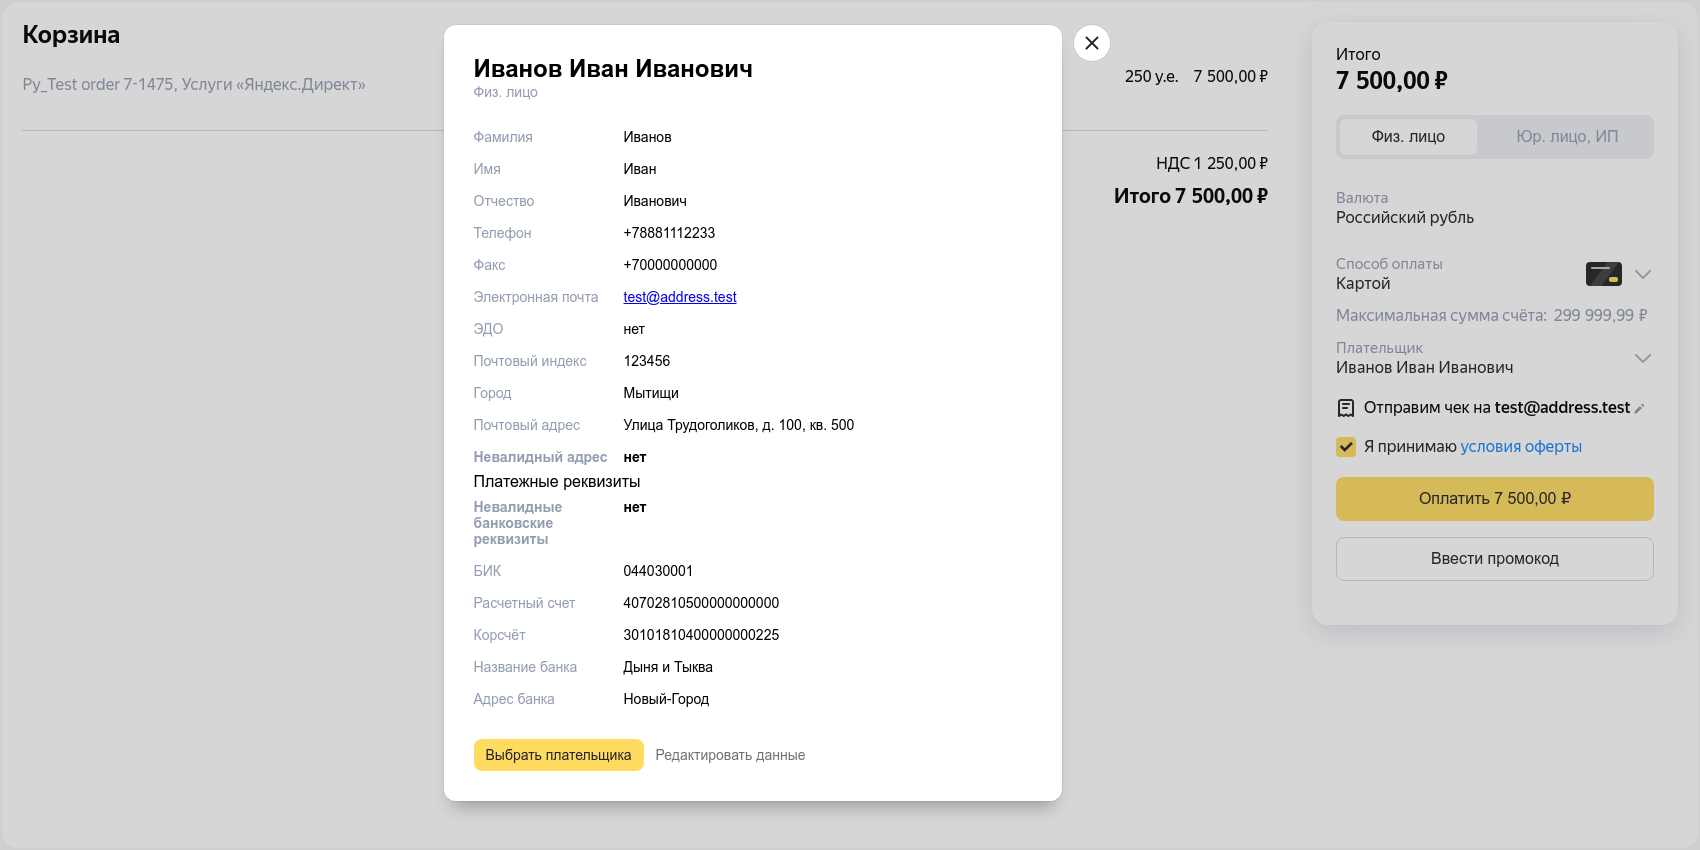 Корзина
Py_Test order 7-1475, Услуги «Яндекс.Директ»
250 у.е. 7 500,00 ₽
НДС 1 250,00 ₽
Итого 7 500,00 ₽
Иванов Иван Иванович
Физ. лицо
Фамилия Иванов
Имя Иван
Отчество Иванович
Телефон +78881112233
Факс +70000000000
Электронная почта test@address.test
ЭДО нет
Почтовый индекс 123456
Город Мытищи
Почтовый адрес Улица Трудоголиков, д. 100, кв. 500
Невалидный адрес нет
Платежные реквизиты
Невалидные нет
банковские
реквизиты
БИК 044030001
Расчетный счет 40702810500000000000
Корсчёт 30101810400000000225
Название банка Дыня и Тыква
Адрес банка Новый-Город
Выбрать плательщика Редактировать данные
Итого
7 500,00 ₽
Физ. лицо Юр. лицо, ИП
Валюта
Российский рубль
Способ оплаты
Картой
Максимальная сумма счёта: 299 999,99 ₽
Плательщик
Иванов Иван Иванович
Отправим чек на test@address.test
Я принимаю условия оферты
Оплатить 7 500,00 ₽
Ввести промокод